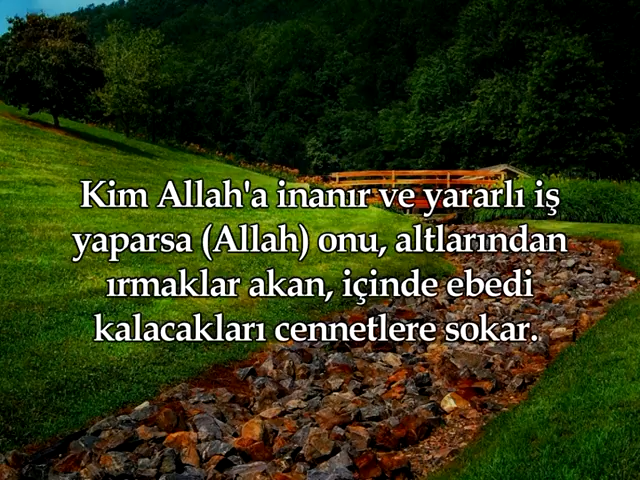 Kim Allah'a inanır ve yararlı iş
yaparsa (Allah) onu, altlarından
ırmaklar akan, içinde ebedi
kalacakları cennetlere sokar.